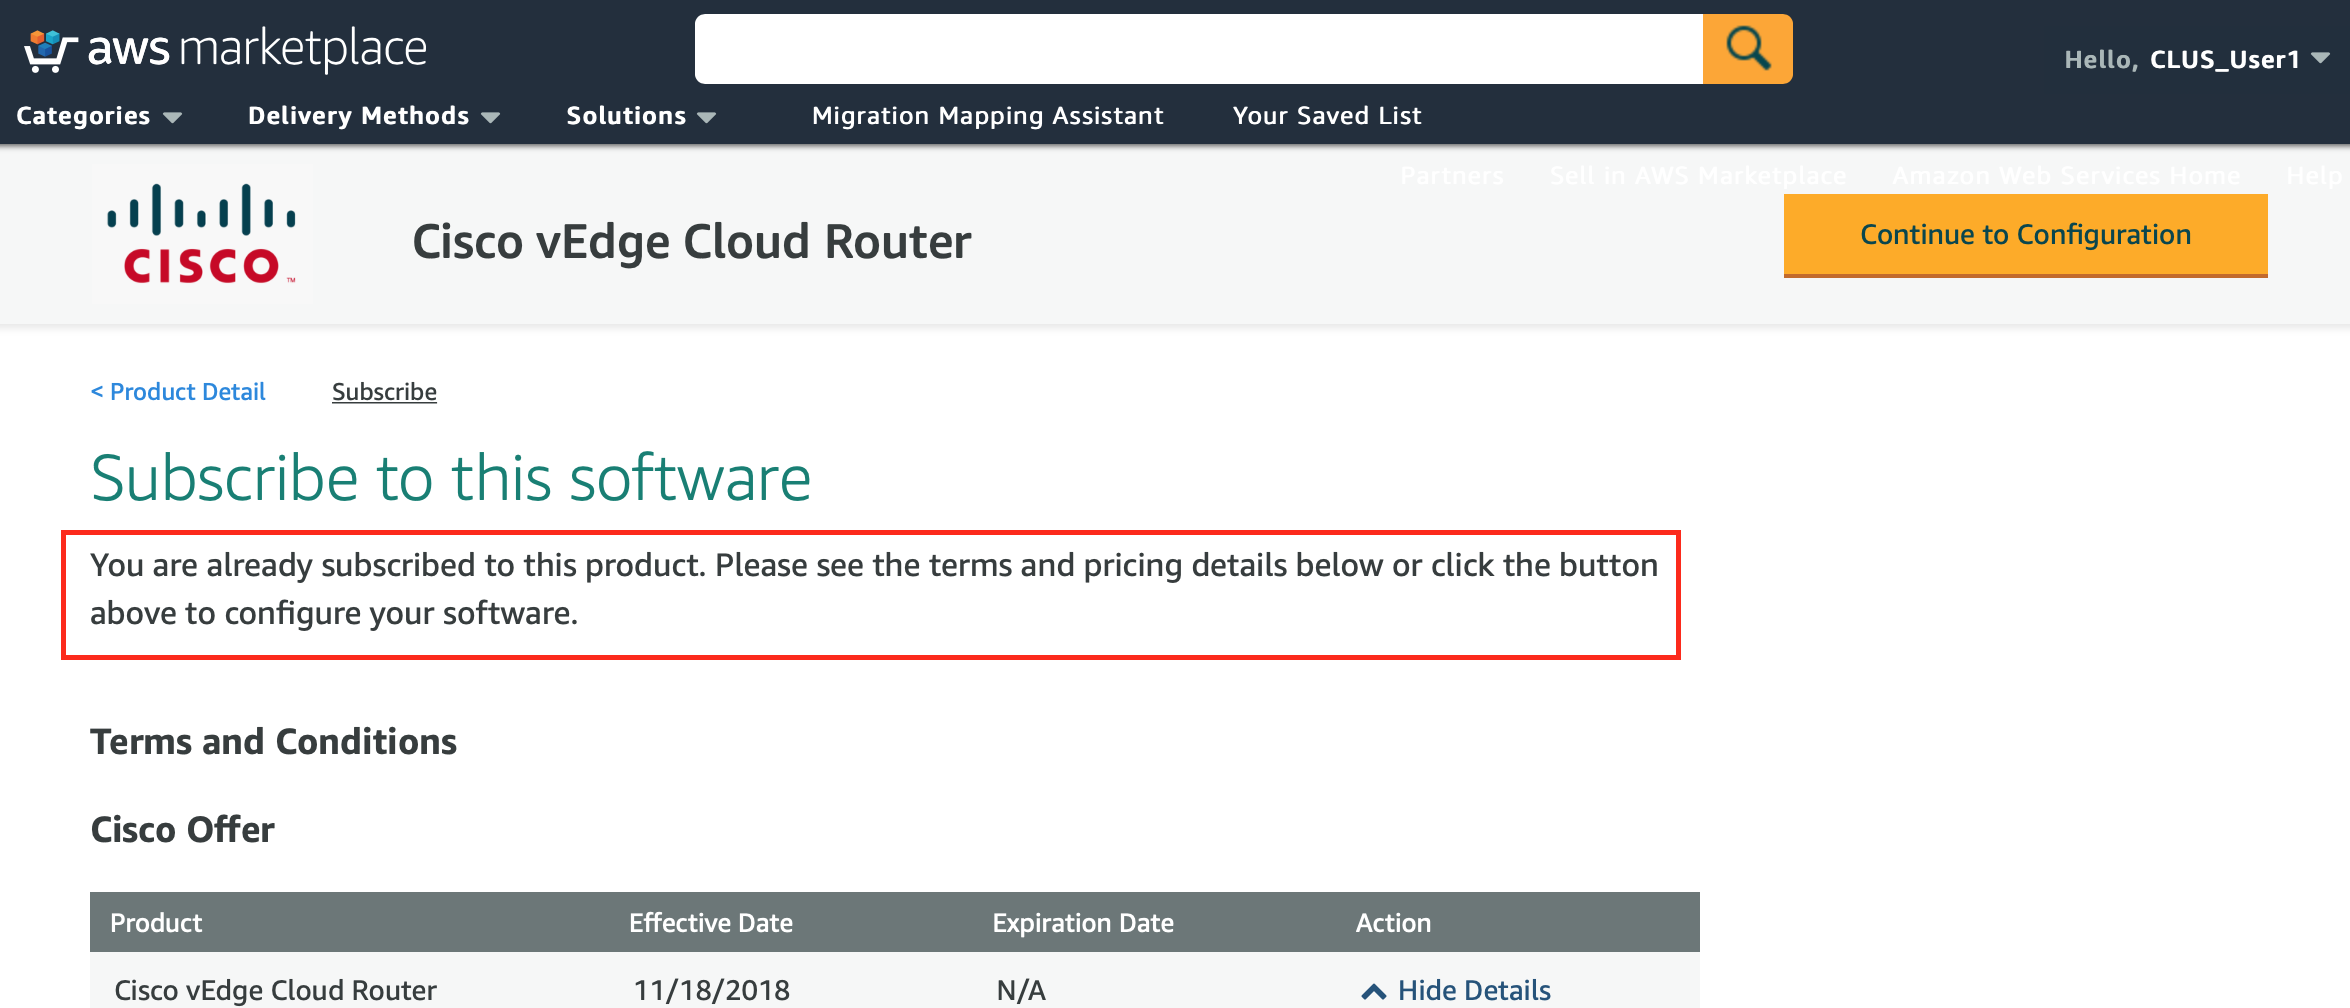 aws marketplace
Hello, CLUS_User1
Categories Delivery Methods Solutions Migration Mapping Assistant Your Saved List
Partners Sell in AWS Marketplace Amazon Web Services Home Help
CISCO™
Cisco vEdge Cloud Router
Continue to Configuration
< Product Detail Subscribe
Subscribe to this software
You are already subscribed to this product. Please see the terms and pricing details below or click the button
above to configure your software.
Terms and Conditions
Cisco Offer
Product Effective Date Expiration Date Action
Cisco vEdge Cloud Router 11/18/2018 N/A Hide Details